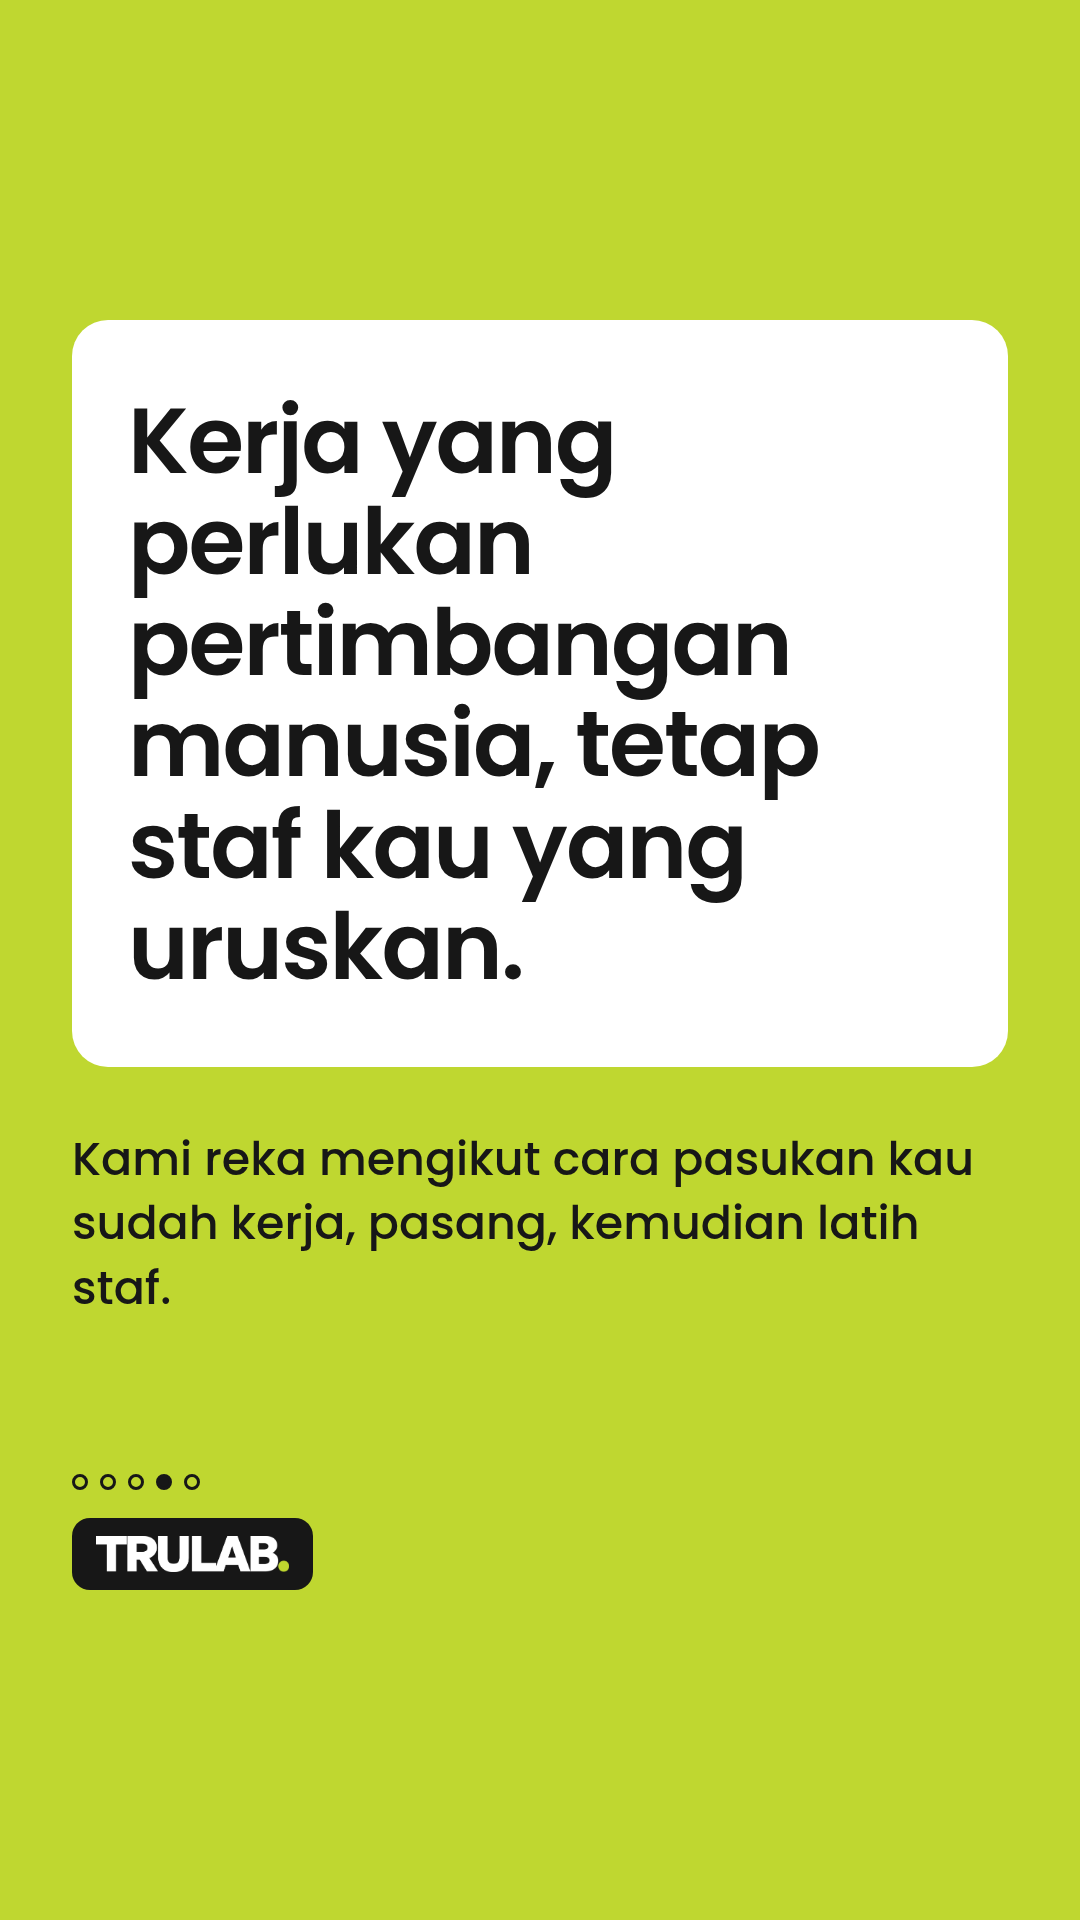 Kerja yang
perlukan
pertimbangan
manusia, tetap
staf kau yang
uruskan.
Kami reka mengikut cara pasukan kau
sudah kerja, pasang, kemudian latih
staf.
TRULAB.